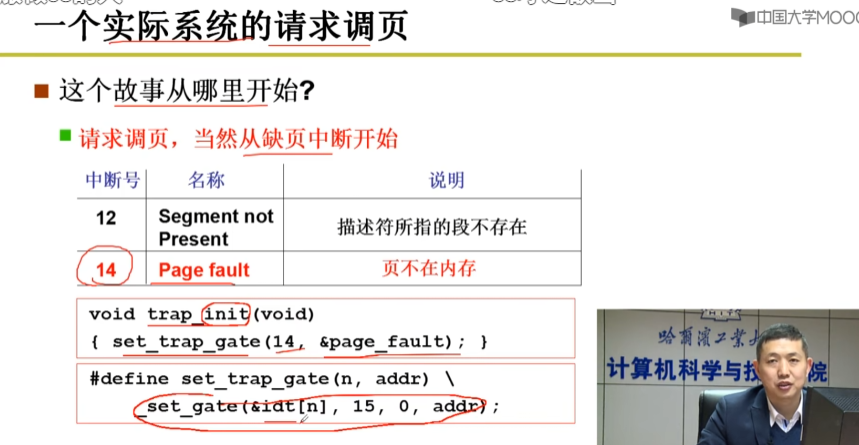 一个实际系统的请求调页
中国大学MOOC
这个故事从哪里开始?
请求调页，当然从缺页中断开始
中断号 名称 说明
12 Segment not Present 描述符所指的段不存在
14 Page fault 页不在内存
void trap_init(void)
{ set_trap_gate(14, &page_fault); }
#define set_trap_gate(n, addr) \
_set_gate(&idt[n], 15, 0, addr);
哈尔滨工业大
计算机科学与技 院